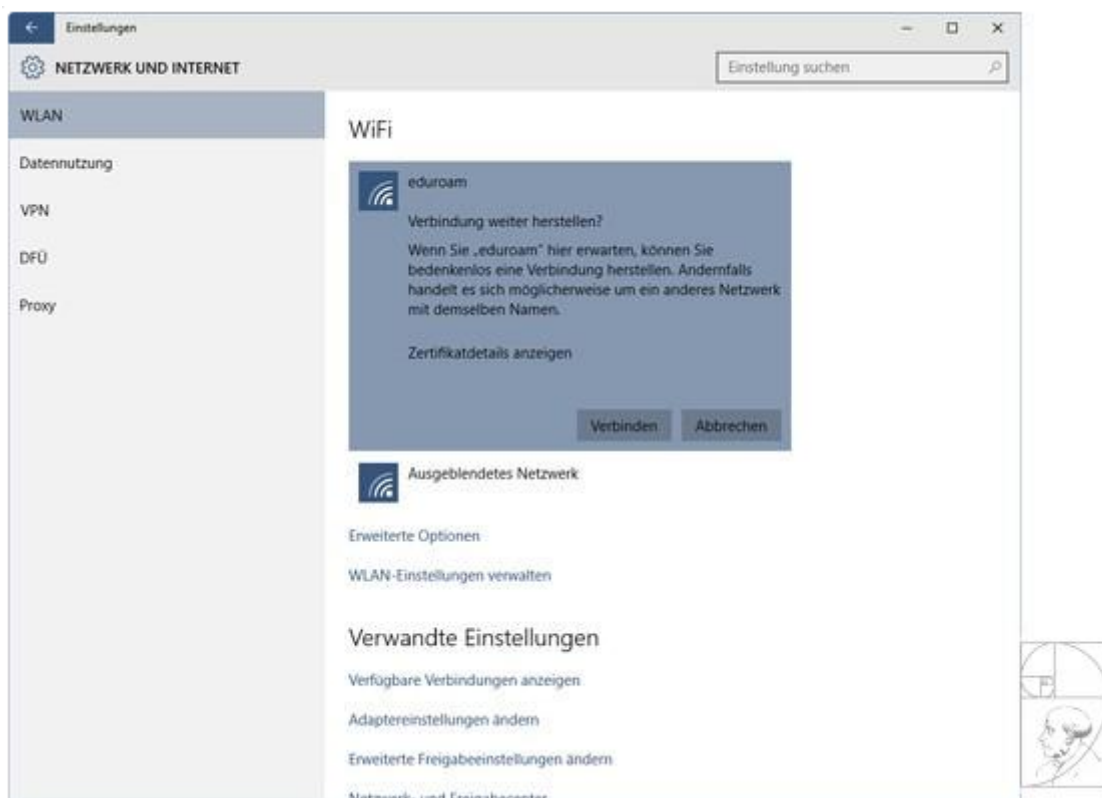 Einstellungen
NETZWERK UND INTERNET
Einstellung suchen
WLAN
Datennutzung
VPN
DFÜ
Proxy
WiFi
eduroam
Verbindung weiter herstellen?
Wenn Sie „eduroam" hier erwarten, können Sie
bedenkenlos eine Verbindung herstellen. Andernfalls
handelt es sich möglicherweise um ein anderes Netzwerk
mit demselben Namen.
Zertifikatdetails anzeigen
Verbinden
Abbrechen
Ausgeblendetes Netzwerk
Erweiterte Optionen
WLAN-Einstellungen verwalten
Verwandte Einstellungen
Verfügbare Verbindungen anzeigen
Adaptereinstellungen ändern
Erweiterte Freigabeeinstellungen ändern
Netzwerk- und Freigabecenter